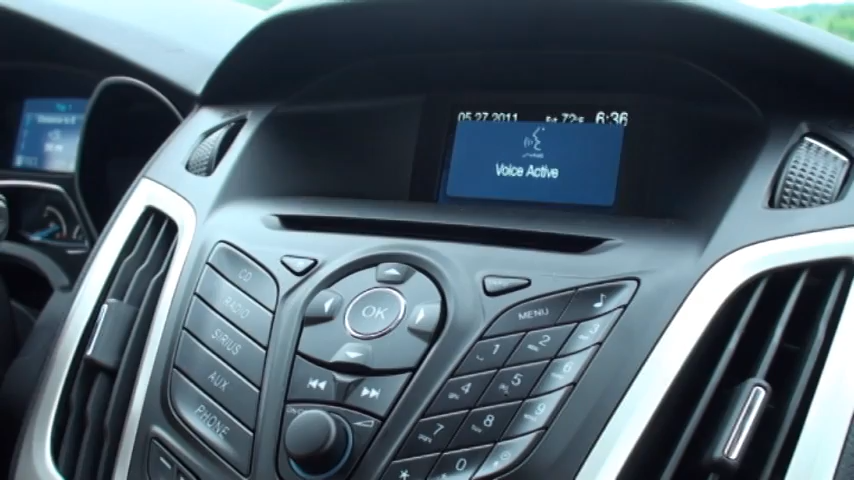 05.27.2011 72°F 6:36
Voice Active
CD
RADIO
SIRIUS
AUX
PHONE
OK
MENU
1 2 3
4 5 6
7 8 9
* 0